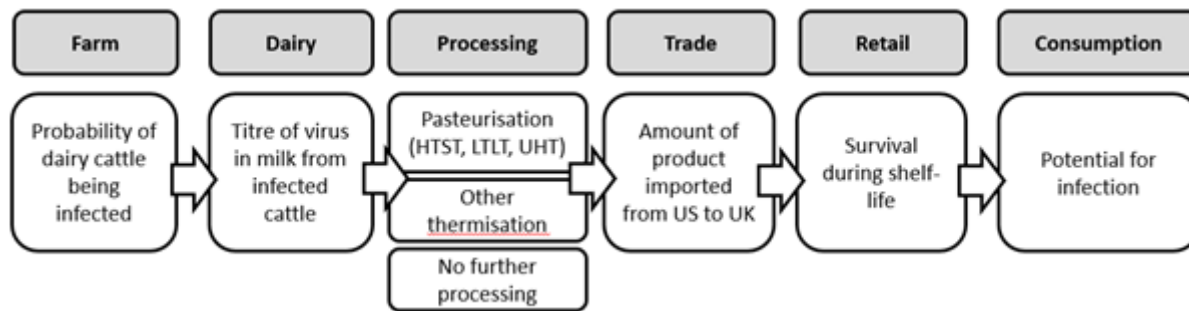 Farm
Dairy
Processing
Trade
Retail
Consumption
Probability of
dairy cattle
being
infected
Titre of virus
in milk from
infected
cattle
Pasteurisation
(HTST, LTLT, UHT)
Other
thermisation
No further
processing
Amount of
product
imported
from US to UK
Survival
during shelf-
life
Potential for
infection